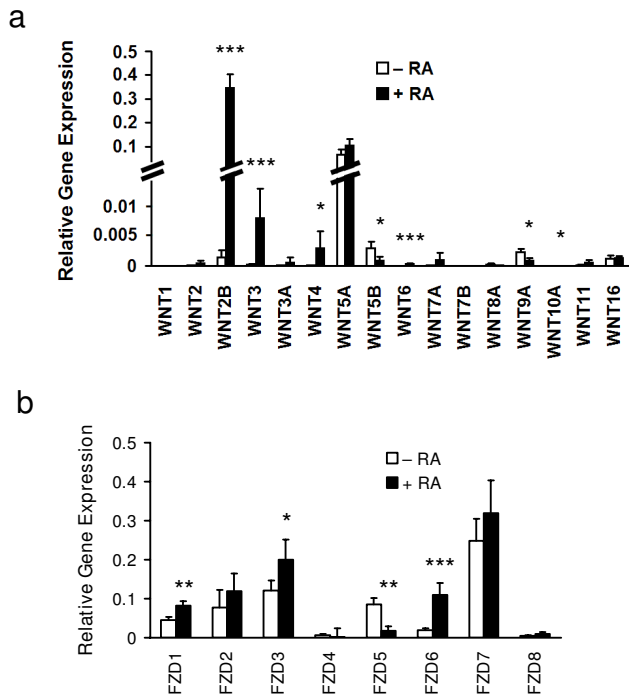 a
Relative Gene Expression
0.5
0.4
0.3
0.2
0.1
0.01
0.005
0
***
***
*
*
***
*
*
– RA
+ RA
WNT1
WNT2
WNT2B
WNT3
WNT3A
WNT4
WNT5A
WNT5B
WNT6
WNT7A
WNT7B
WNT8A
WNT9A
WNT10A
WNT11
WNT16
b
Relative Gene Expression
0.5
0.4
0.3
0.2
0.1
0
– RA
+ RA
**
*
**
***
FZD1
FZD2
FZD3
FZD4
FZD5
FZD6
FZD7
FZD8